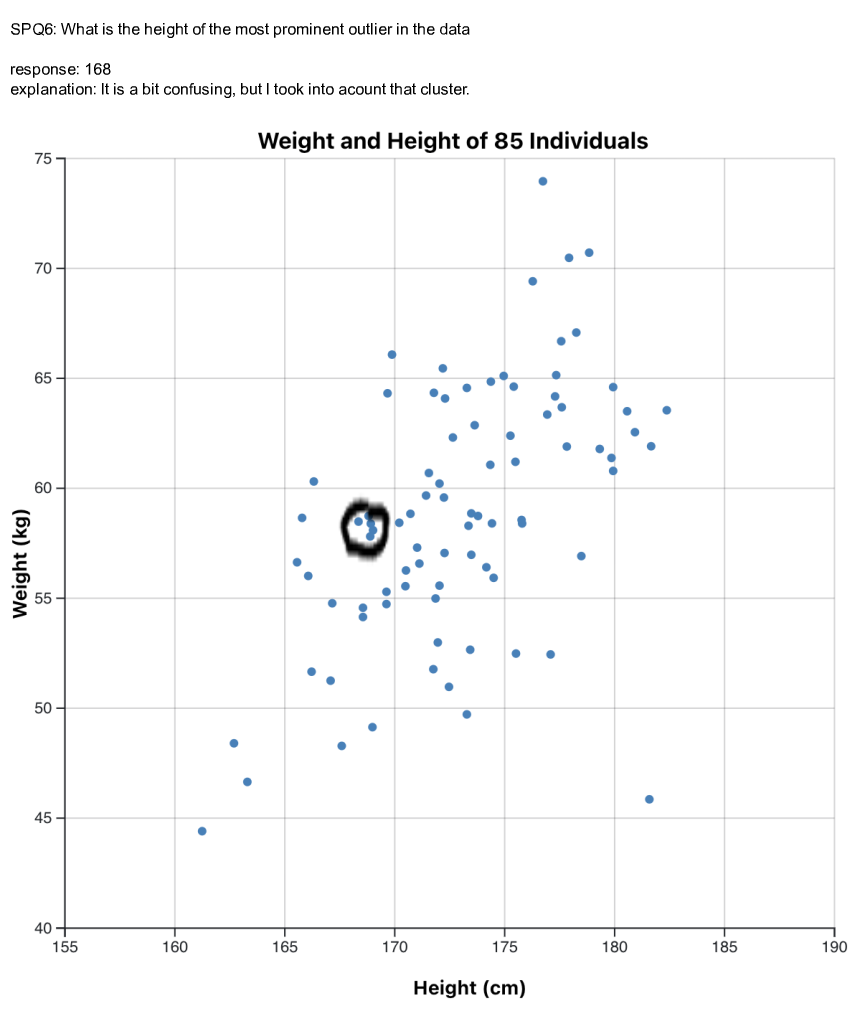 SPQ6: What is the height of the most prominent outlier in the data
response: 168
explanation: It is a bit confusing, but I took into acount that cluster.
Weight and Height of 85 Individuals
75
70
65
60
55
50
45
40
155 160 165 170 175 180 185 190
Weight (kg)
Height (cm)